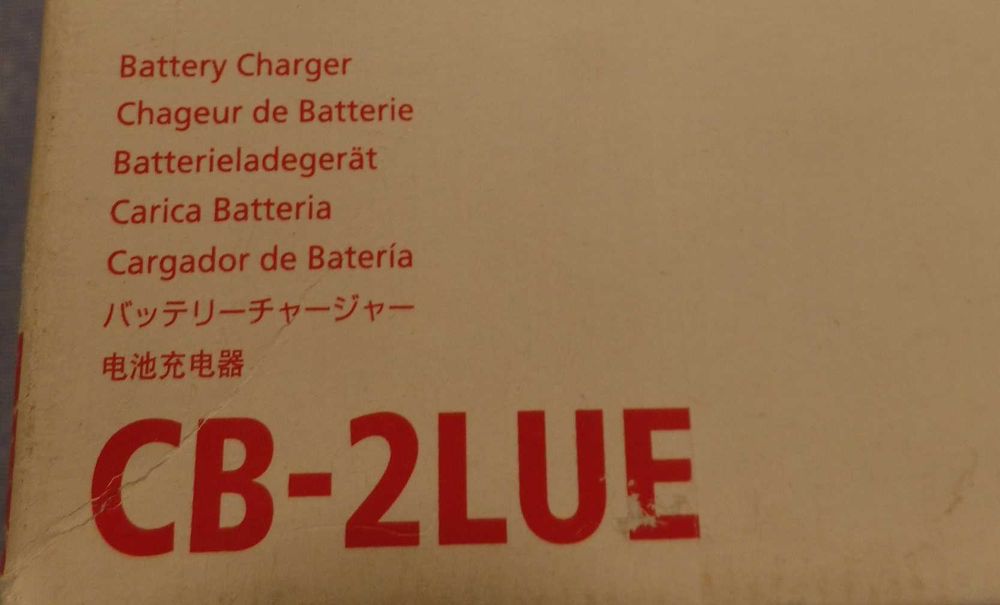 Battery Charger
Chageur de Batterie
Batterieladegerät
Carica Batteria
Cargador de Batería
バッテリーチャージャー
电池充电器
CB-2LUE